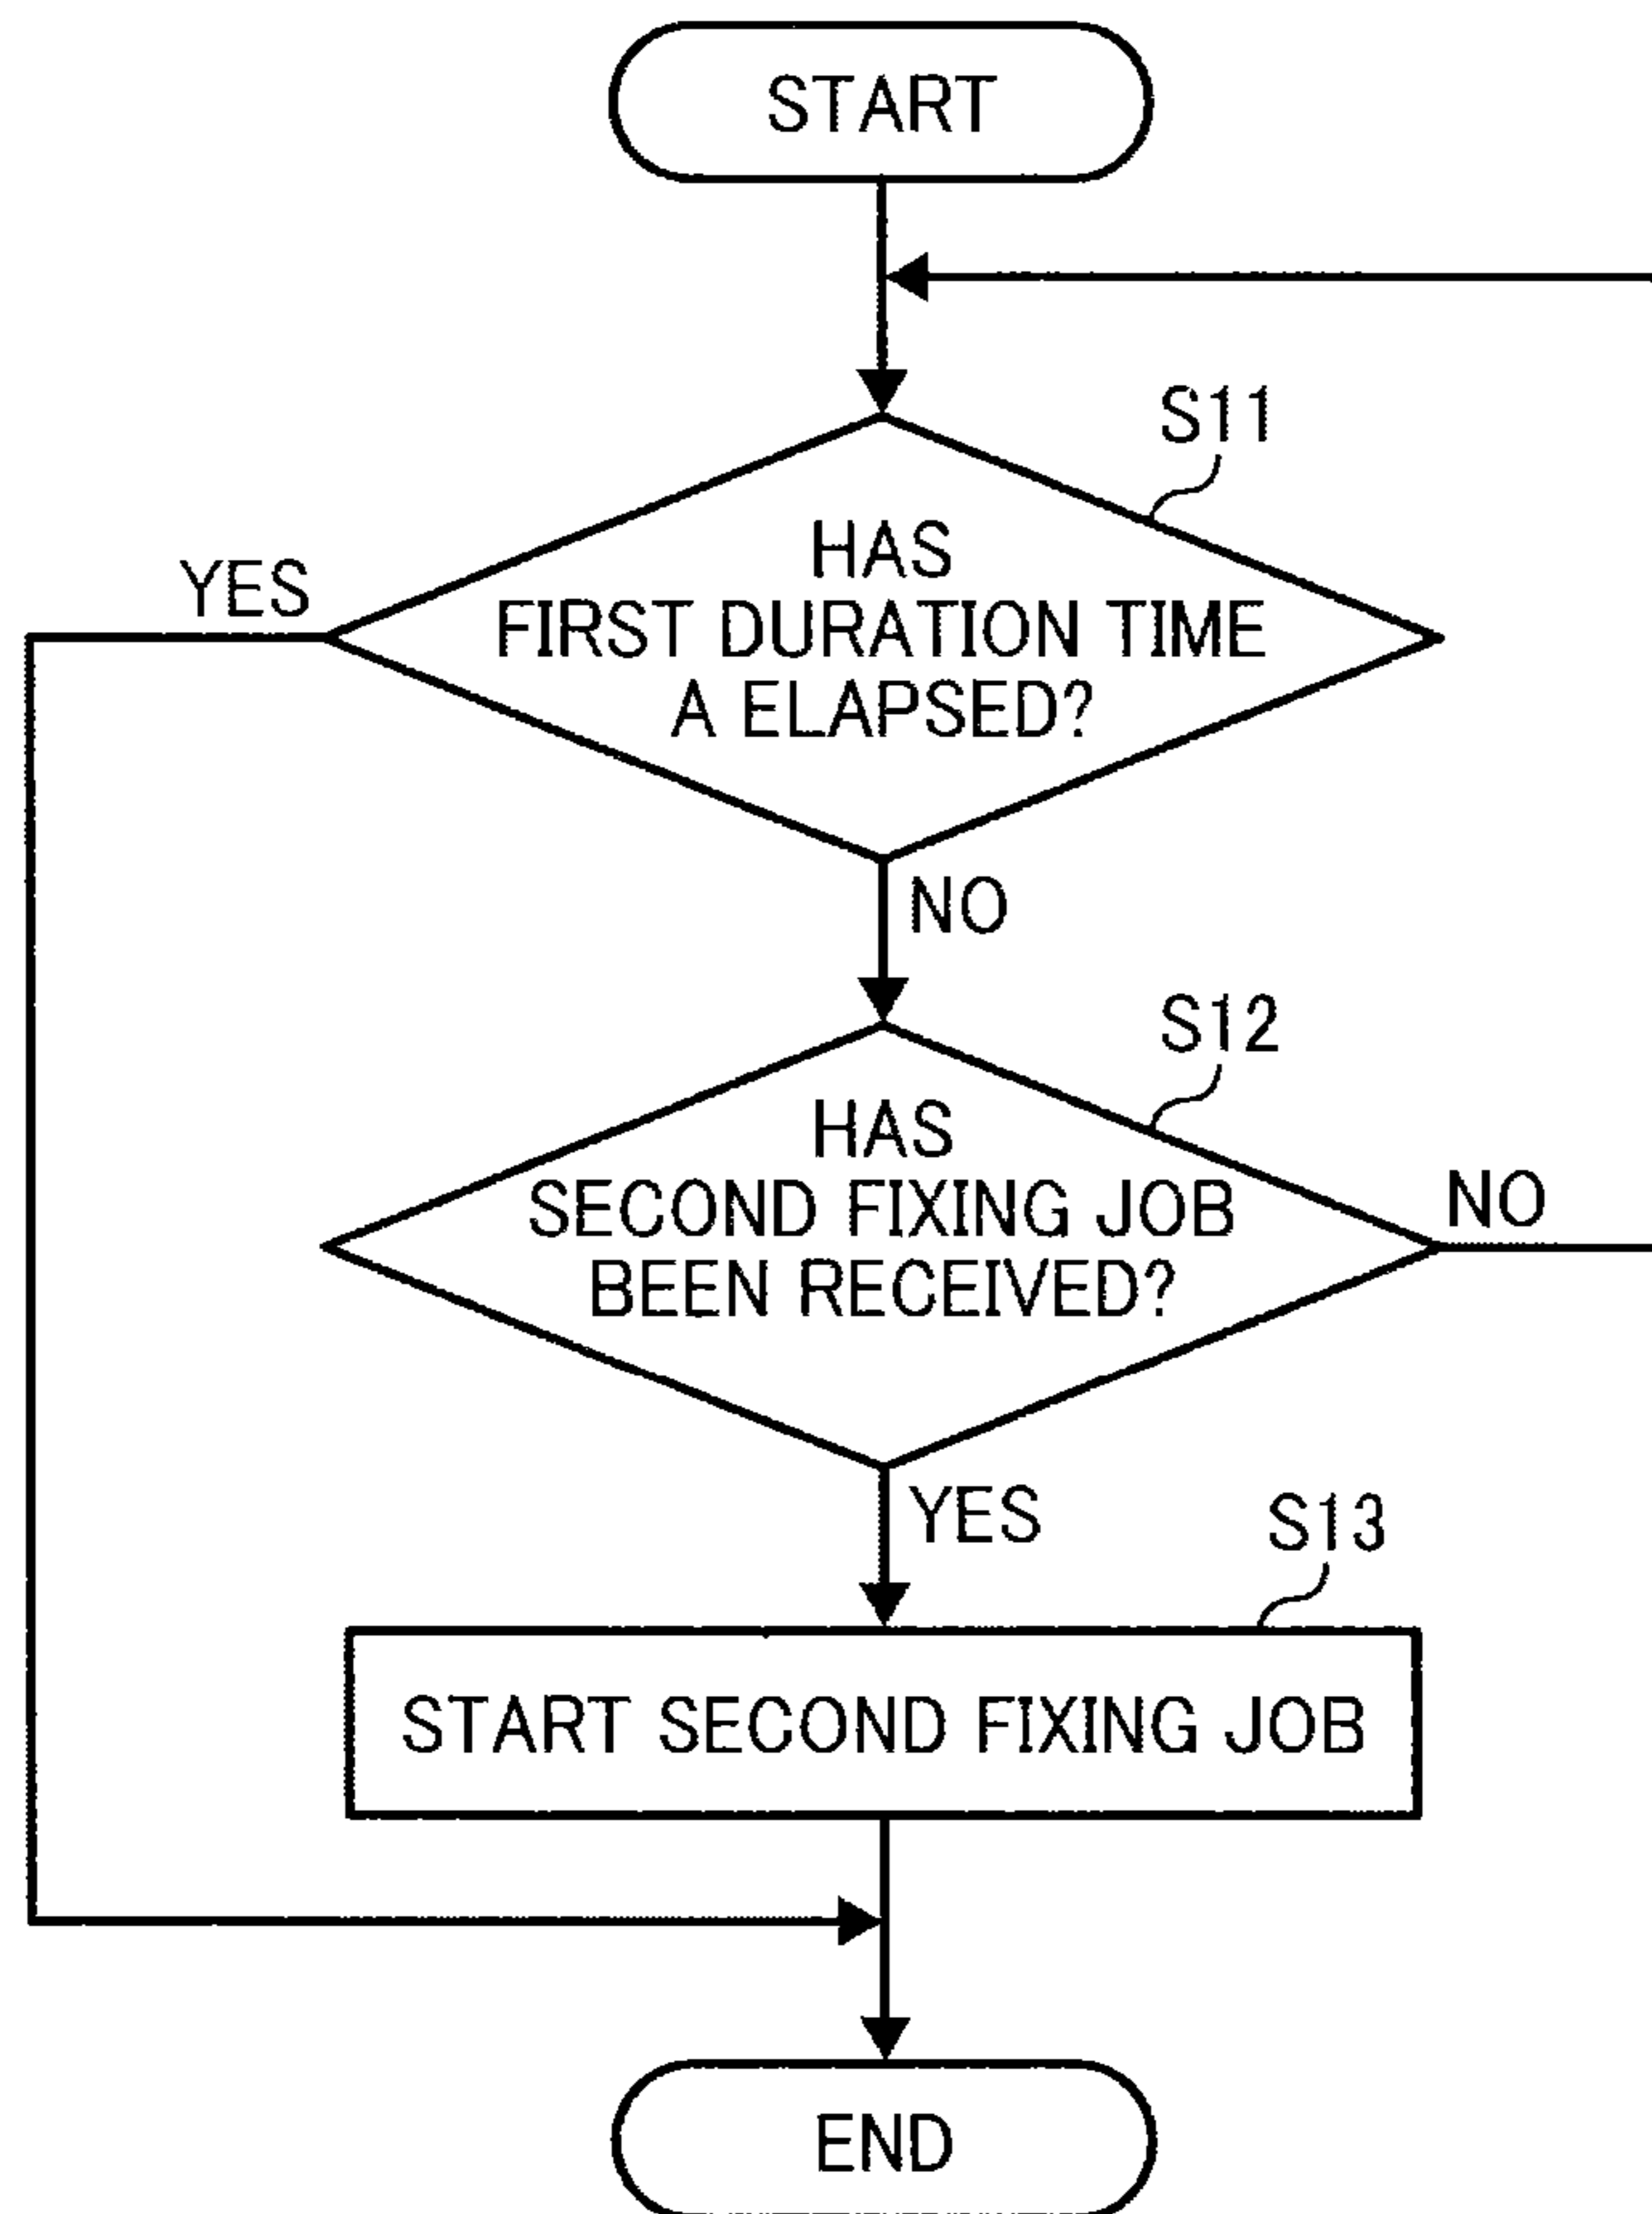 START
S11
HAS
YES
FIRST DURATION TIME
A ELAPSED?
NO
S12
HAS
SECOND FIXING JOB
NO
BEEN RECEIVED?
YES
S13
START SECOND FIXING JOB
END